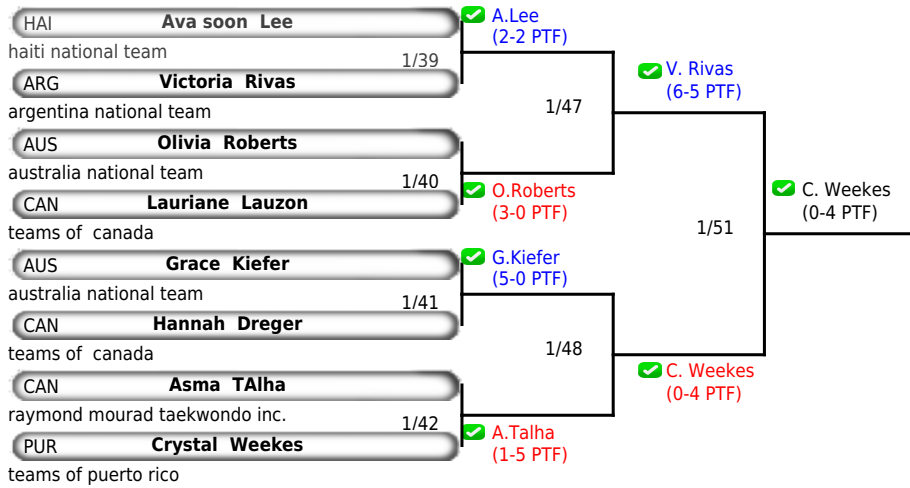 HAI Ava soon Lee
haiti national team
1/39
ARG Victoria Rivas
argentina national team
AUS Olivia Roberts
australia national team
1/40
CAN Lauriane Lauzon
teams of canada
AUS Grace Kiefer
australia national team
1/41
CAN Hannah Dreger
teams of canada
CAN Asma TAlha
raymond mourad taekwondo inc.
1/42
PUR Crystal Weekes
teams of puerto rico
A.Lee
(2-2 PTF)
1/47
O.Roberts
(3-0 PTF)
G.Kiefer
(5-0 PTF)
1/48
A.Talha
(1-5 PTF)
V. Rivas
(6-5 PTF)
1/51
C. Weekes
(0-4 PTF)
C. Weekes
(0-4 PTF)